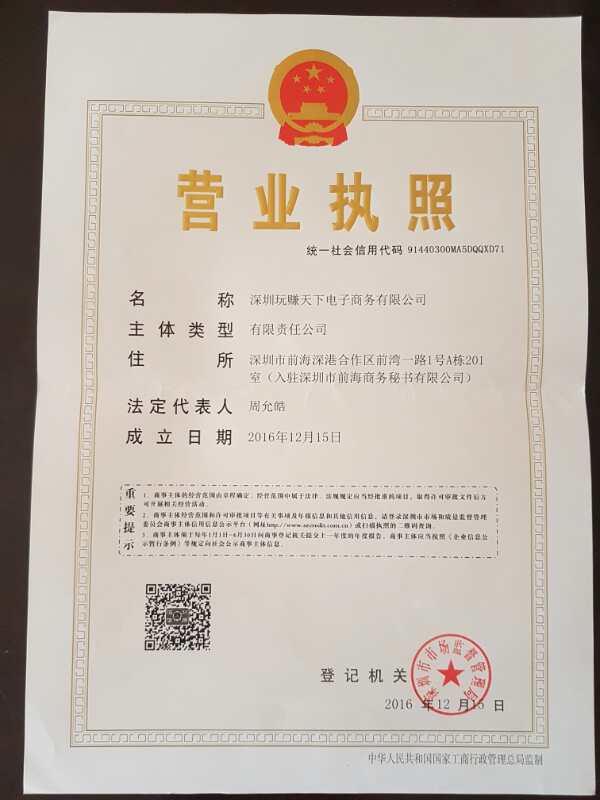 营业执照
统一社会信用代码 91440300MA5DQQXD71
名称 深圳玩赚天下电子商务有限公司
主体类型 有限责任公司
住所 深圳市前海深港合作区前湾一路1号A栋201
室（入驻深圳市前海商务秘书有限公司）
法定代表人 周允皓
成立日期 2016年12月15日
重要提示
1、商事主体的经营范围由章程确定。经营范围中属于法律、法规规定应当经批准的项目，取得许可审批文件后方
可开展相关经营活动。
2、商事主体经营范围和许可审批项目等有关事项及年报信息和其他信用信息，请登录深圳市市场和质量监督管理
委员会商事主体信用信息公示平台（网址http://www.szcredit.com.cn）或扫描执照的二维码查询。
3、商事主体须于每年1月1日-6月30日向商事登记机关提交上一年度的年度报告。商事主体应当按照《企业信息公
示暂行条例》等规定向社会公示商事主体信息。
登记机关
深圳市市场监督管理局
2016 年 12 月 15 日
中华人民共和国国家工商行政管理总局监制